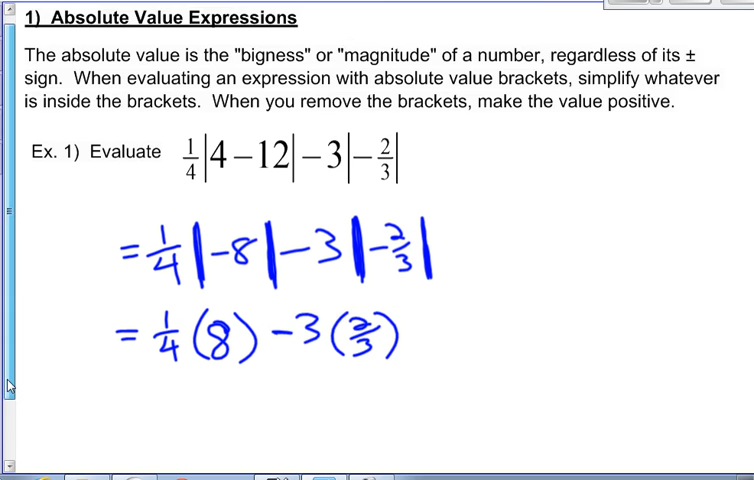 1) Absolute Value Expressions
The absolute value is the "bigness" or "magnitude" of a number, regardless of its ±
sign. When evaluating an expression with absolute value brackets, simplify whatever
is inside the brackets. When you remove the brackets, make the value positive.
Ex. 1) Evaluate 1/4|4 − 12| − 3|− 2/3|
= 1/4 |−8| − 3 |− 2/3|
= 1/4 (8) − 3 (2/3)